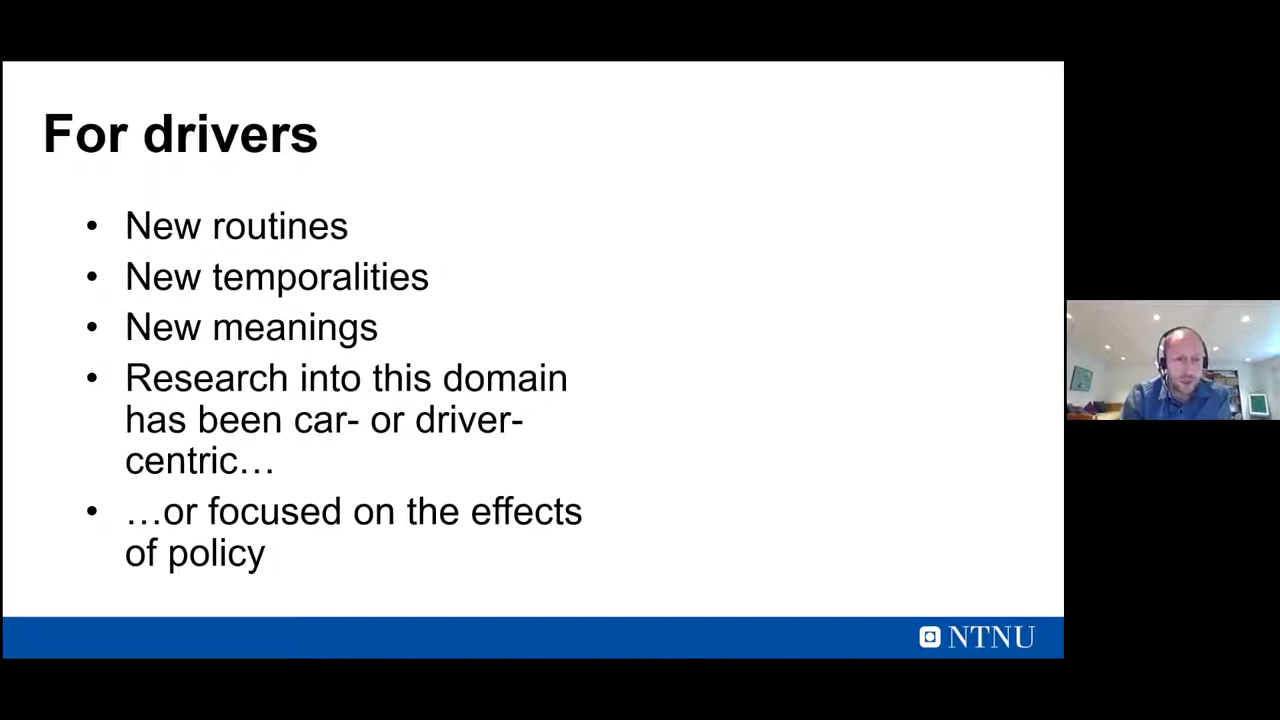 For drivers
• New routines
• New temporalities
• New meanings
• Research into this domain
has been car- or driver-
centric…
• …or focused on the effects
of policy
NTNU